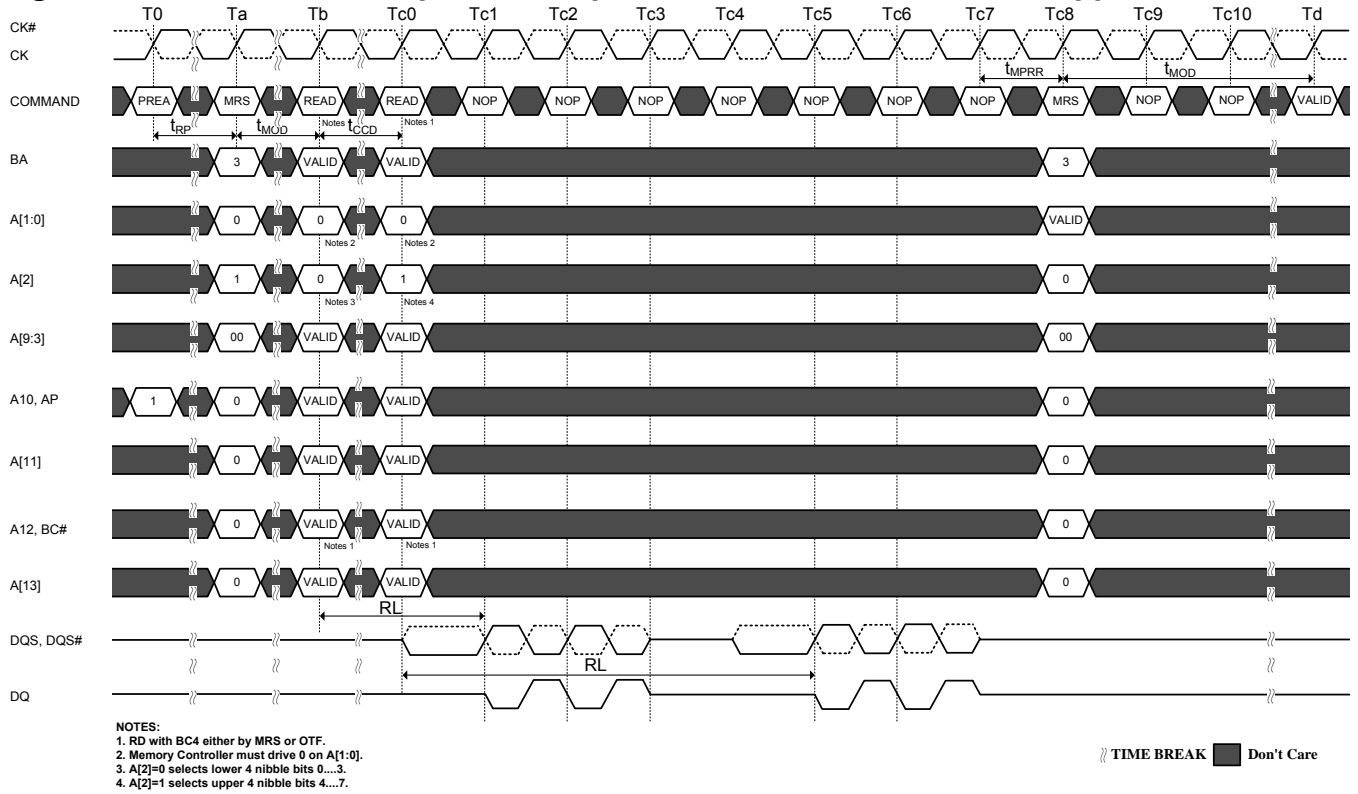 T0 Ta Tb Tc0 Tc1 Tc2 Tc3 Tc4 Tc5 Tc6 Tc7 Tc8 Tc9 Tc10 Td
CK#
CK
tMPRR tMOD
COMMAND PREA MRS READ READ NOP NOP NOP NOP NOP NOP NOP MRS NOP NOP VALID
Notes 1 Notes 1
tRP tMOD tCCD
BA 3 VALID VALID 3
A[1:0] 0 0 0 VALID
Notes 2 Notes 2
A[2] 1 0 1 0
Notes 3 Notes 4
A[9:3] 00 VALID VALID 00
A10, AP 1 0 VALID VALID 0
A[11] 0 VALID VALID 0
A12, BC# 0 VALID VALID 0
Notes 1 Notes 1
A[13] 0 VALID VALID 0
RL
DQS, DQS#
RL
DQ
NOTES:
1. RD with BC4 either by MRS or OTF.
2. Memory Controller must drive 0 on A[1:0].
3. A[2]=0 selects lower 4 nibble bits 0....3.
4. A[2]=1 selects upper 4 nibble bits 4....7.
TIME BREAK Don't Care